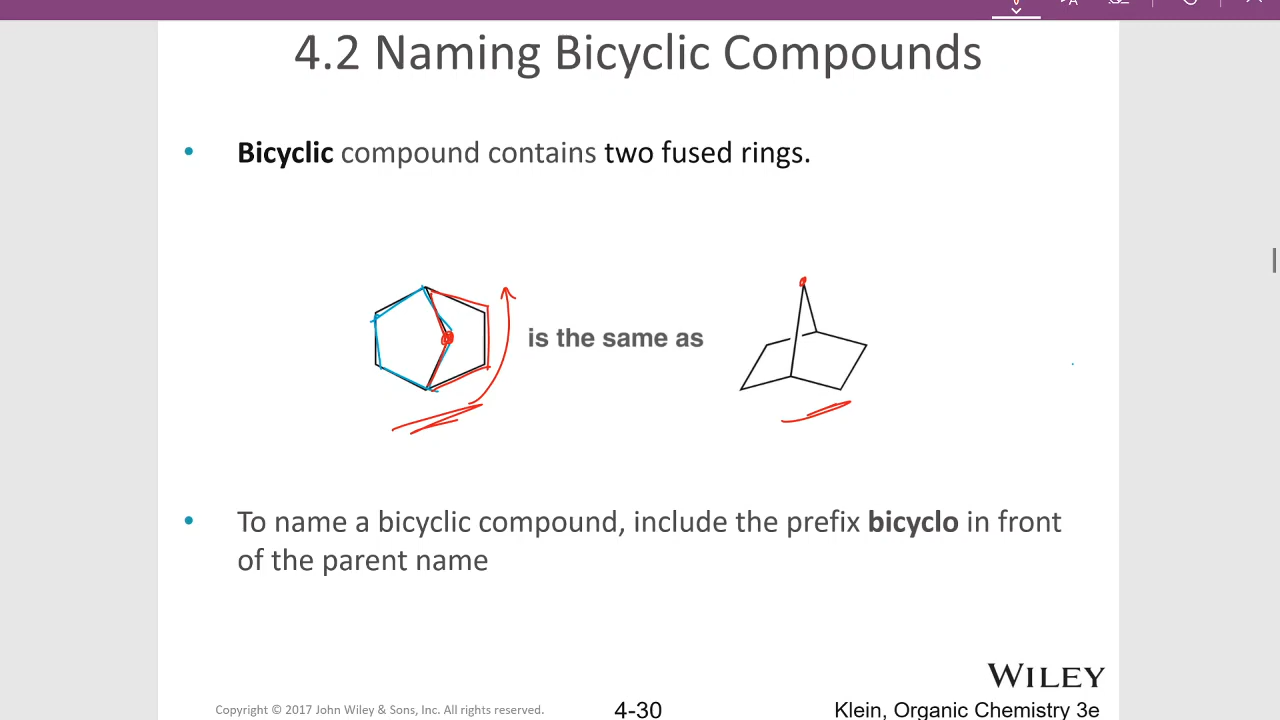 4.2 Naming Bicyclic Compounds
• Bicyclic compound contains two fused rings.
is the same as
• To name a bicyclic compound, include the prefix bicyclo in front
of the parent name
WILEY
Copyright © 2017 John Wiley & Sons, Inc. All rights reserved.
4-30
Klein, Organic Chemistry 3e